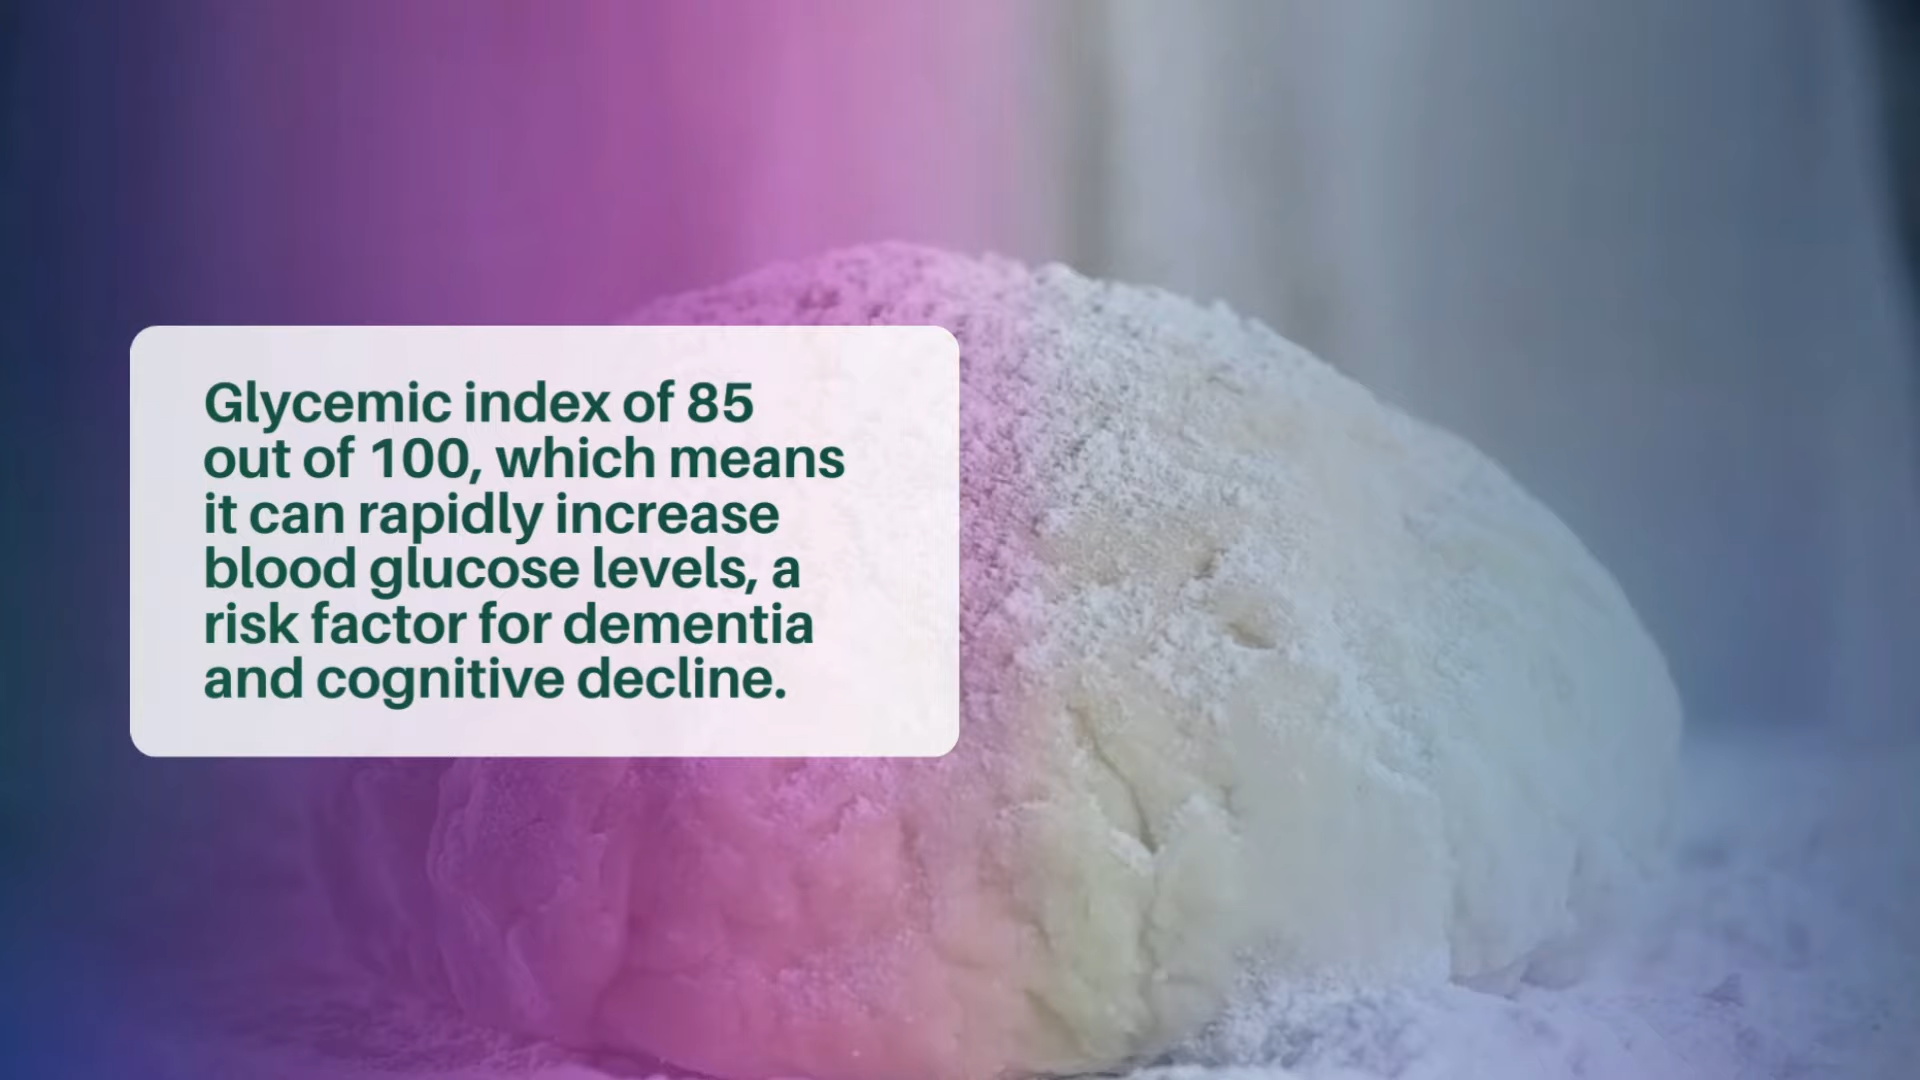 Glycemic index of 85
out of 100, which means
it can rapidly increase
blood glucose levels, a
risk factor for dementia
and cognitive decline.